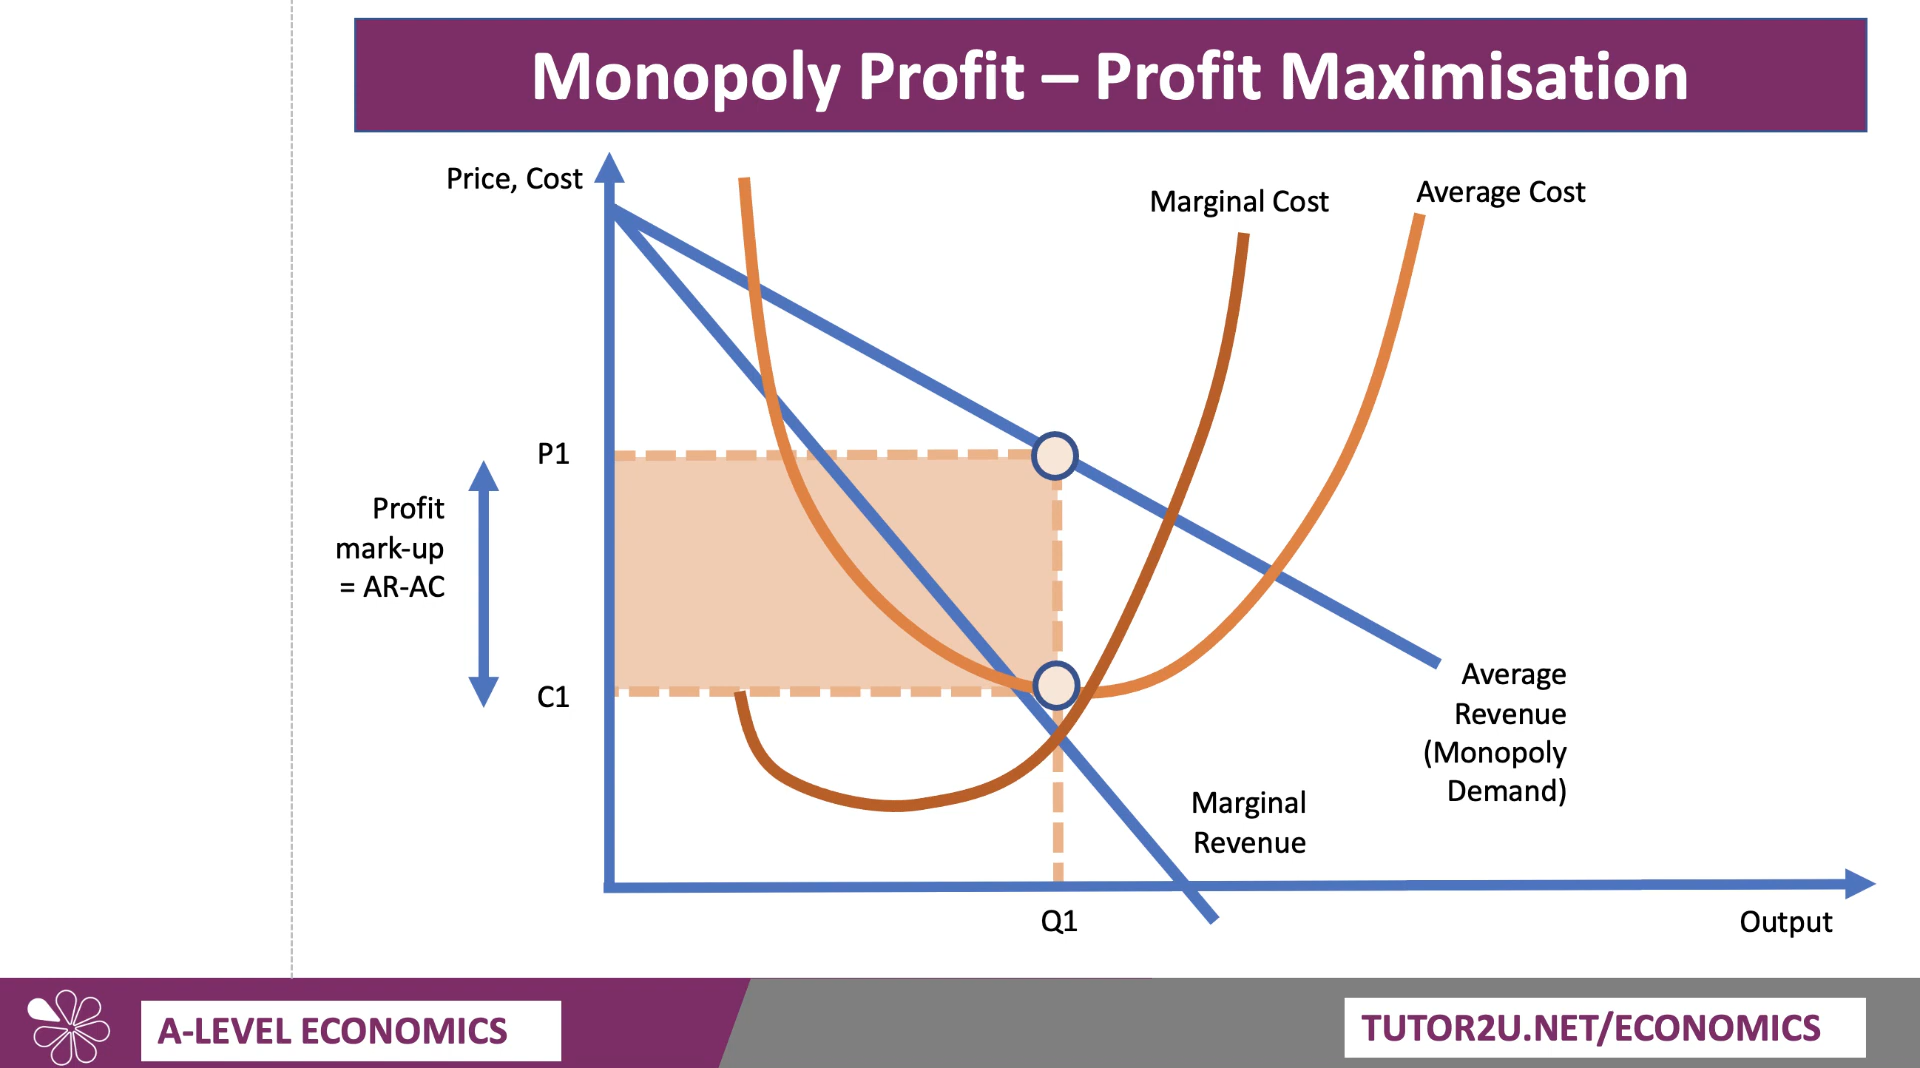 Monopoly Profit – Profit Maximisation
Price, Cost
Marginal Cost
Average Cost
P1
Profit
mark-up
= AR-AC
C1
Average
Revenue
(Monopoly
Demand)
Marginal
Revenue
Q1
Output
A-LEVEL ECONOMICS
TUTOR2U.NET/ECONOMICS